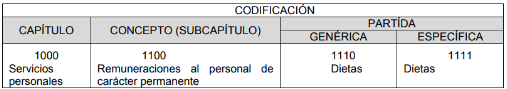 CODIFICACIÓN
CAPÍTULO CONCEPTO (SUBCAPÍTULO) PARTÍDA
GENÉRICA ESPECÍFICA
1000 1100 1110 1111
Servicios Remuneraciones al personal de Dietas Dietas
personales carácter permanente